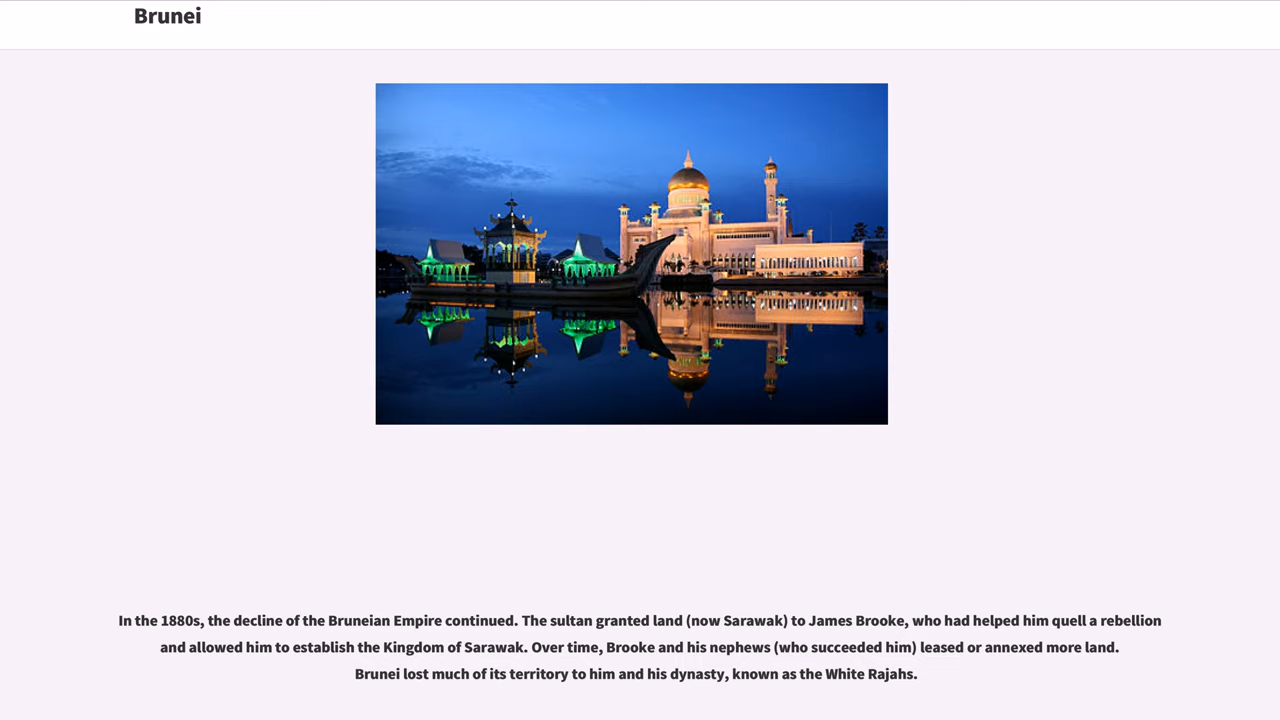 Brunei
In the 1880s, the decline of the Bruneian Empire continued. The sultan granted land (now Sarawak) to James Brooke, who had helped him quell a rebellion
and allowed him to establish the Kingdom of Sarawak. Over time, Brooke and his nephews (who succeeded him) leased or annexed more land.
Brunei lost much of its territory to him and his dynasty, known as the White Rajahs.